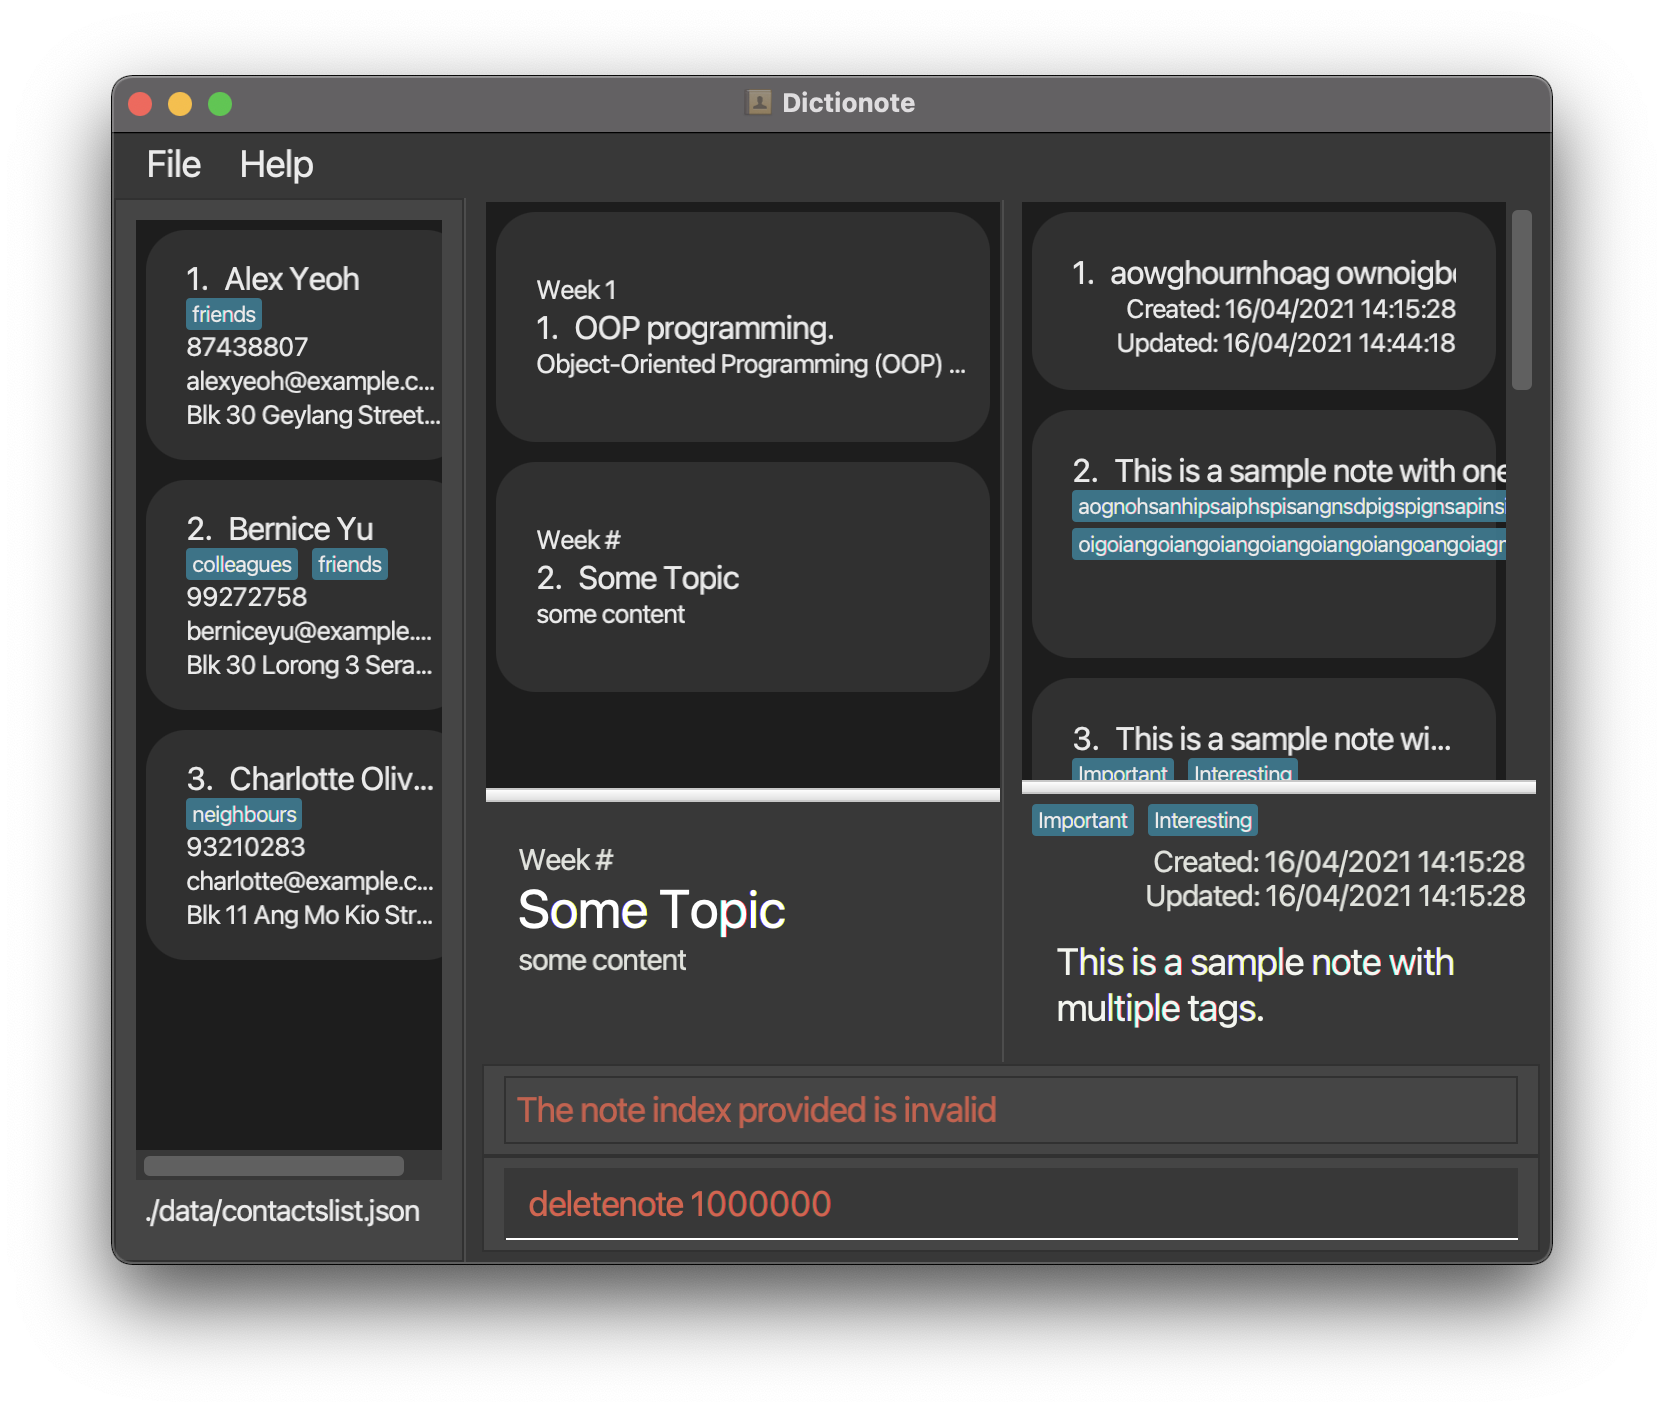 Dictionote
File Help
1. Alex Yeoh
friends
87438807
alexyeoh@example.c...
Blk 30 Geylang Street...
2. Bernice Yu
colleagues friends
99272758
berniceyu@example....
Blk 30 Lorong 3 Sera...
3. Charlotte Oliv...
neighbours
93210283
charlotte@example.c...
Blk 11 Ang Mo Kio Str...
./data/contactslist.json
Week 1
1. OOP programming.
Object-Oriented Programming (OOP) ...
Week #
2. Some Topic
some content
Week #
Some Topic
some content
1. aowghournhoag ownoigb
Created: 16/04/2021 14:15:28
Updated: 16/04/2021 14:44:18
2. This is a sample note with one
aognohsanhipsaiphspisangnsdpigspignsapinsi
oigoiangoiangoiangoiangoiangoiangoangoiagr
3. This is a sample note wi...
Important Interesting
Important Interesting
Created: 16/04/2021 14:15:28
Updated: 16/04/2021 14:15:28
This is a sample note with
multiple tags.
The note index provided is invalid
deletenote 1000000